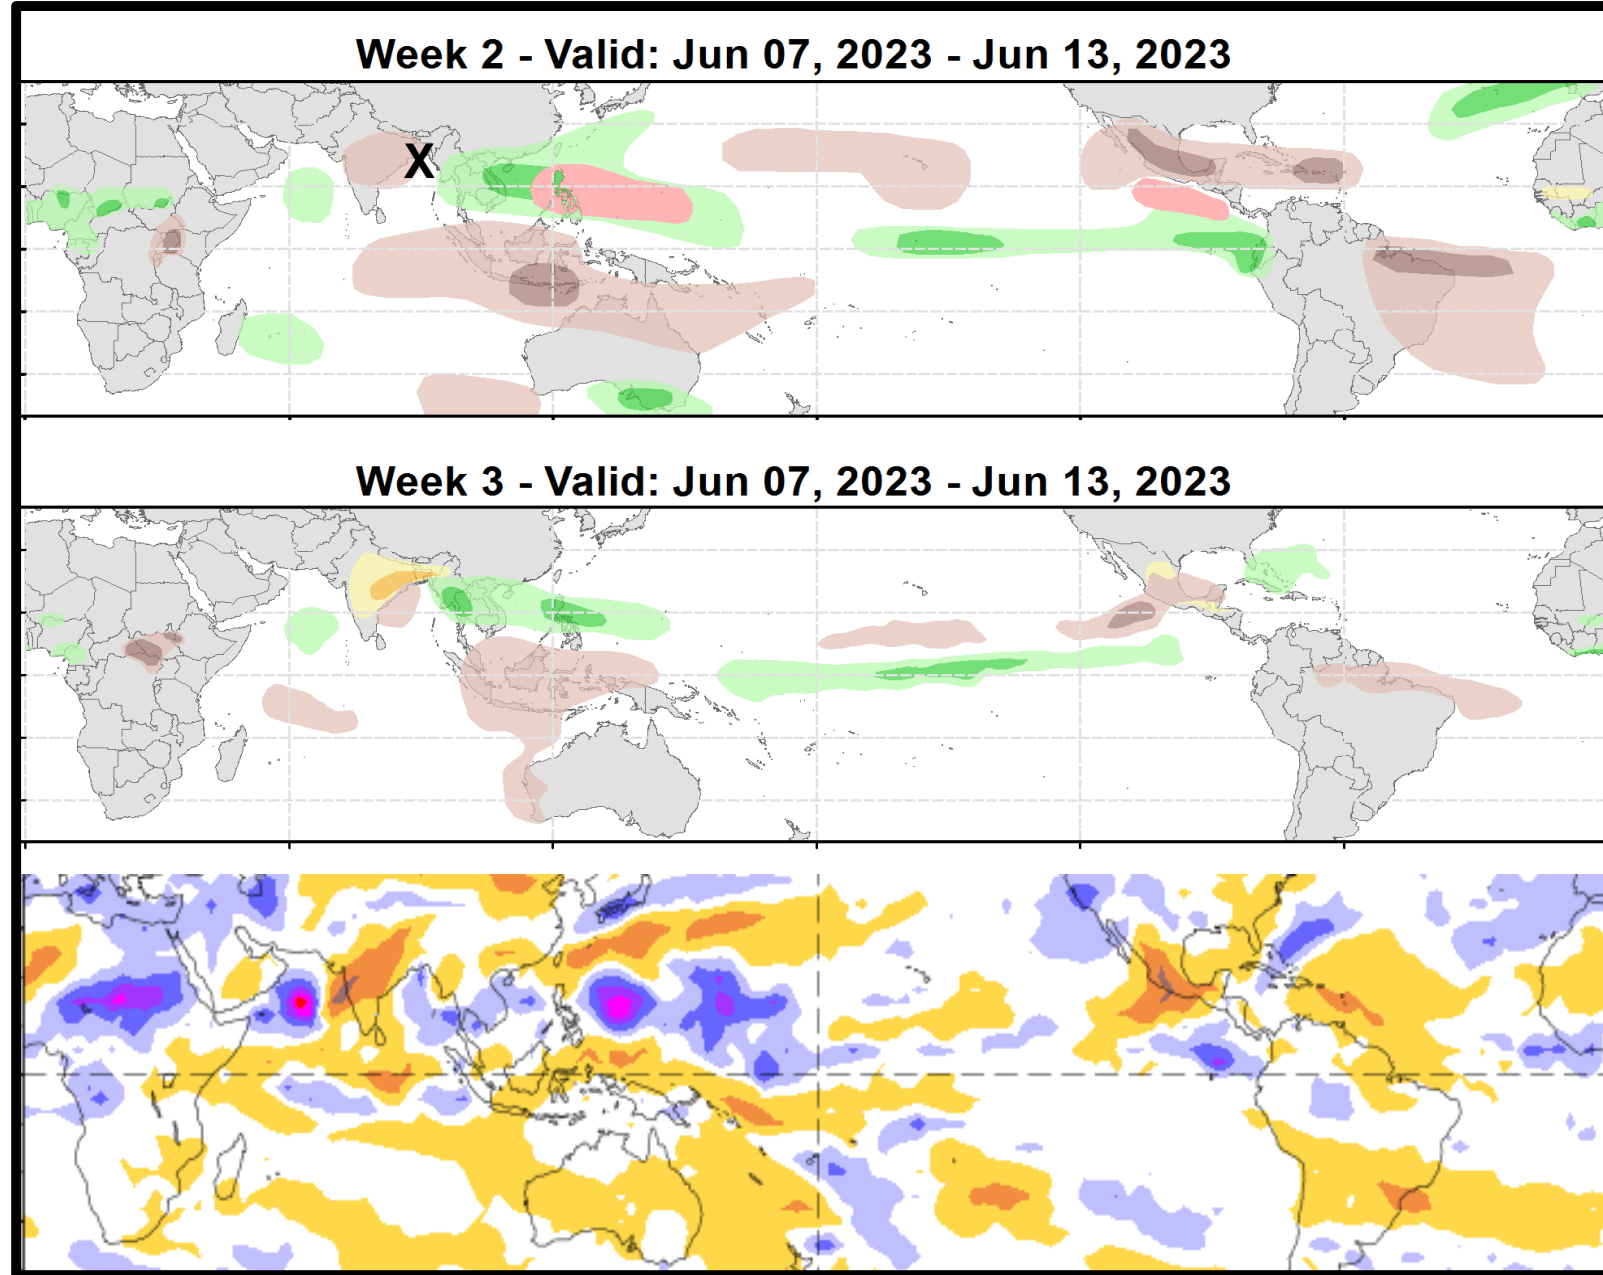 Week 2 - Valid: Jun 07, 2023 - Jun 13, 2023
X
Week 3 - Valid: Jun 07, 2023 - Jun 13, 2023